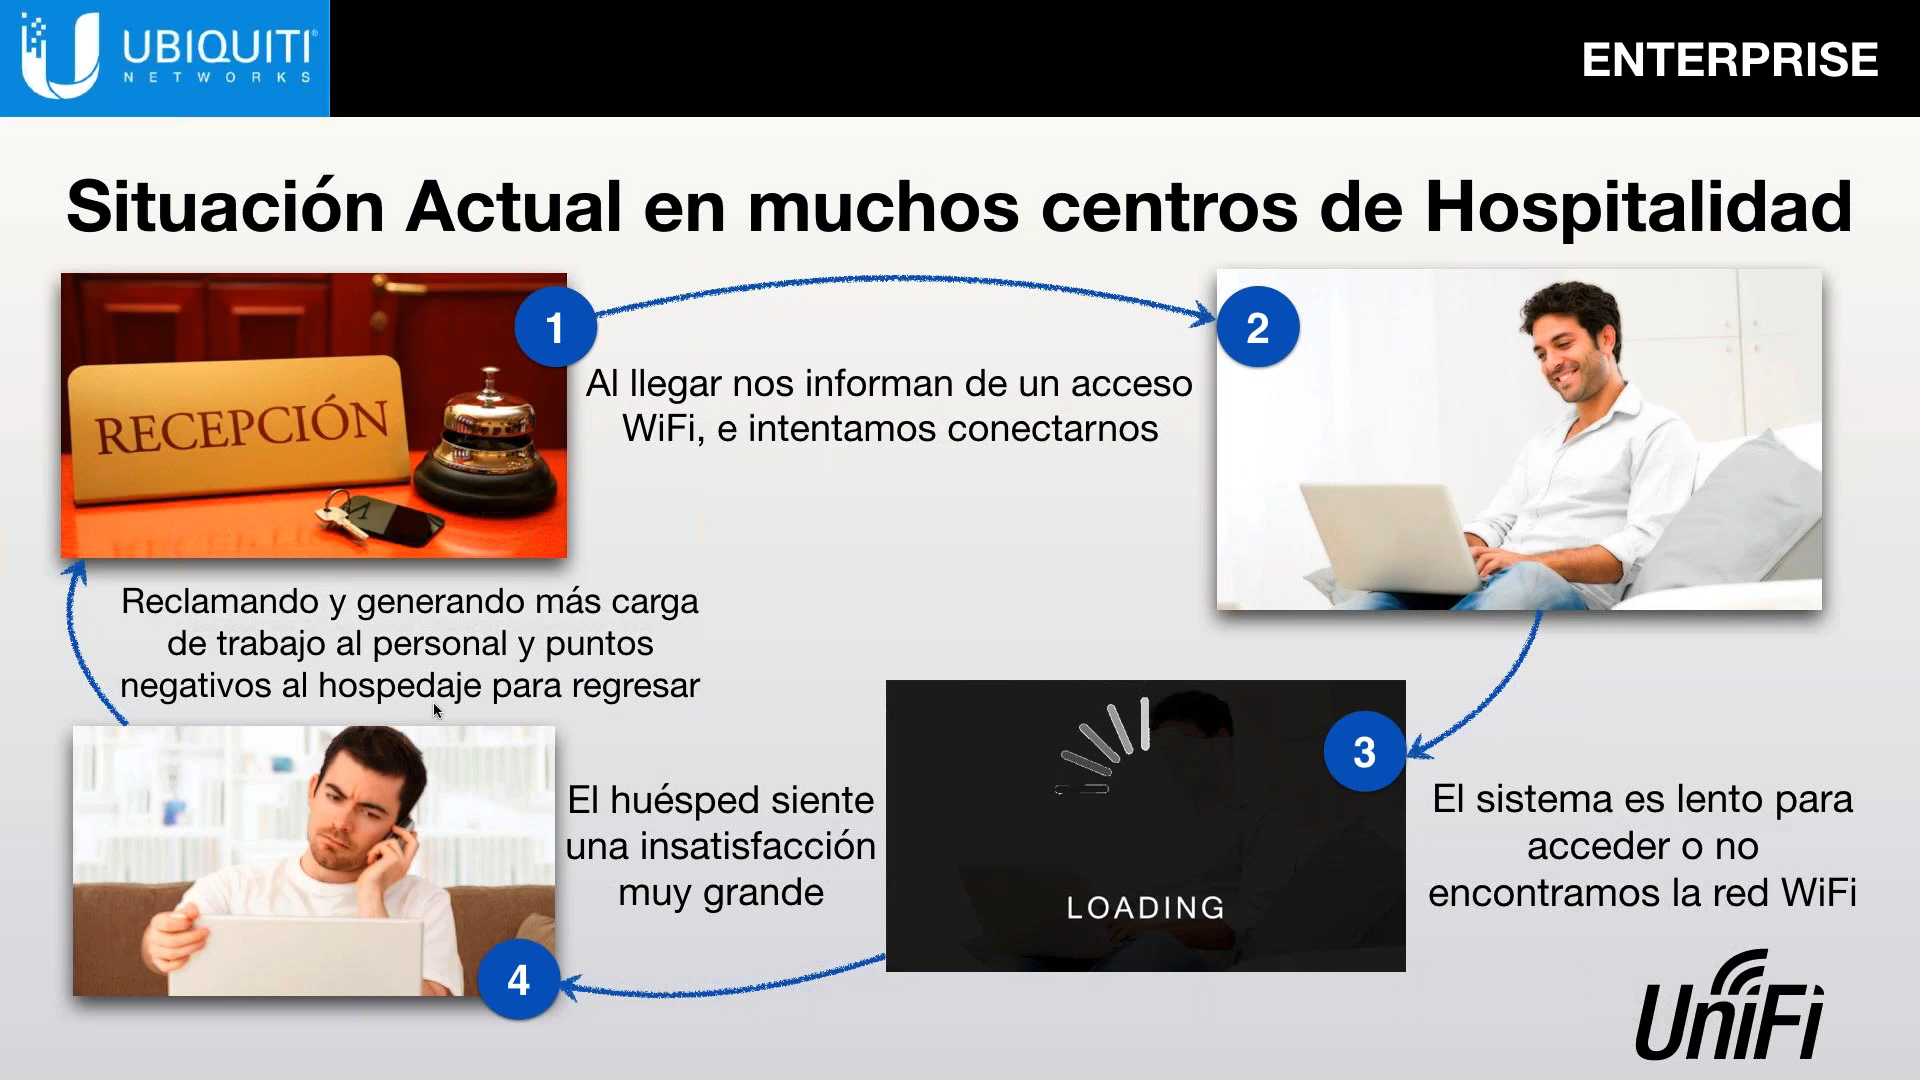 UBIQUITI
NETWORKS
ENTERPRISE
Situación Actual en muchos centros de Hospitalidad
RECEPCIÓN
1
Al llegar nos informan de un acceso
WiFi, e intentamos conectarnos
2
3
El sistema es lento para
acceder o no
encontramos la red WiFi
LOADING
El huésped siente
una insatisfacción
muy grande
4
Reclamando y generando más carga
de trabajo al personal y puntos
negativos al hospedaje para regresar
UniFi